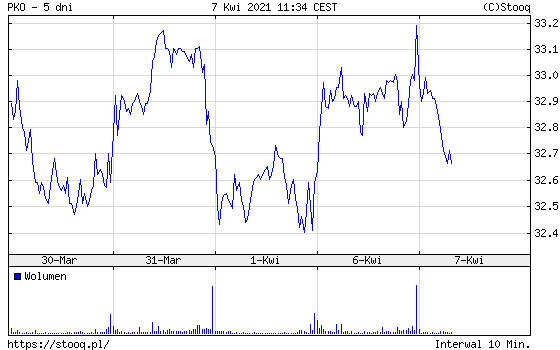 PKO - 5 dni 7 Kwi 2021 11:34 CEST (C)Stooq
33.2
33.1
33.0
32.9
32.8
32.7
32.6
32.5
32.4
30-Mar 31-Mar 1-Kwi 6-Kwi 7-Kwi
Wolumen
https://stooq.pl/ Interwal 10 Min.